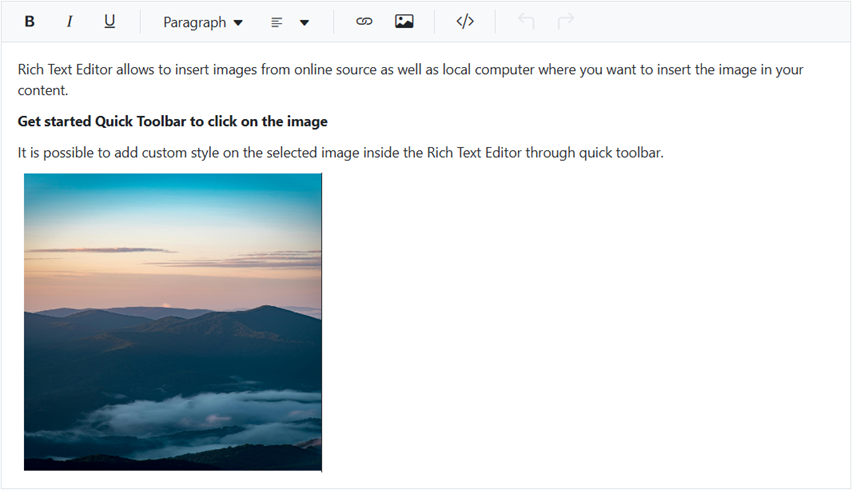 B I U Paragraph </>
Rich Text Editor allows to insert images from online source as well as local computer where you want to insert the image in your
content.
Get started Quick Toolbar to click on the image
It is possible to add custom style on the selected image inside the Rich Text Editor through quick toolbar.